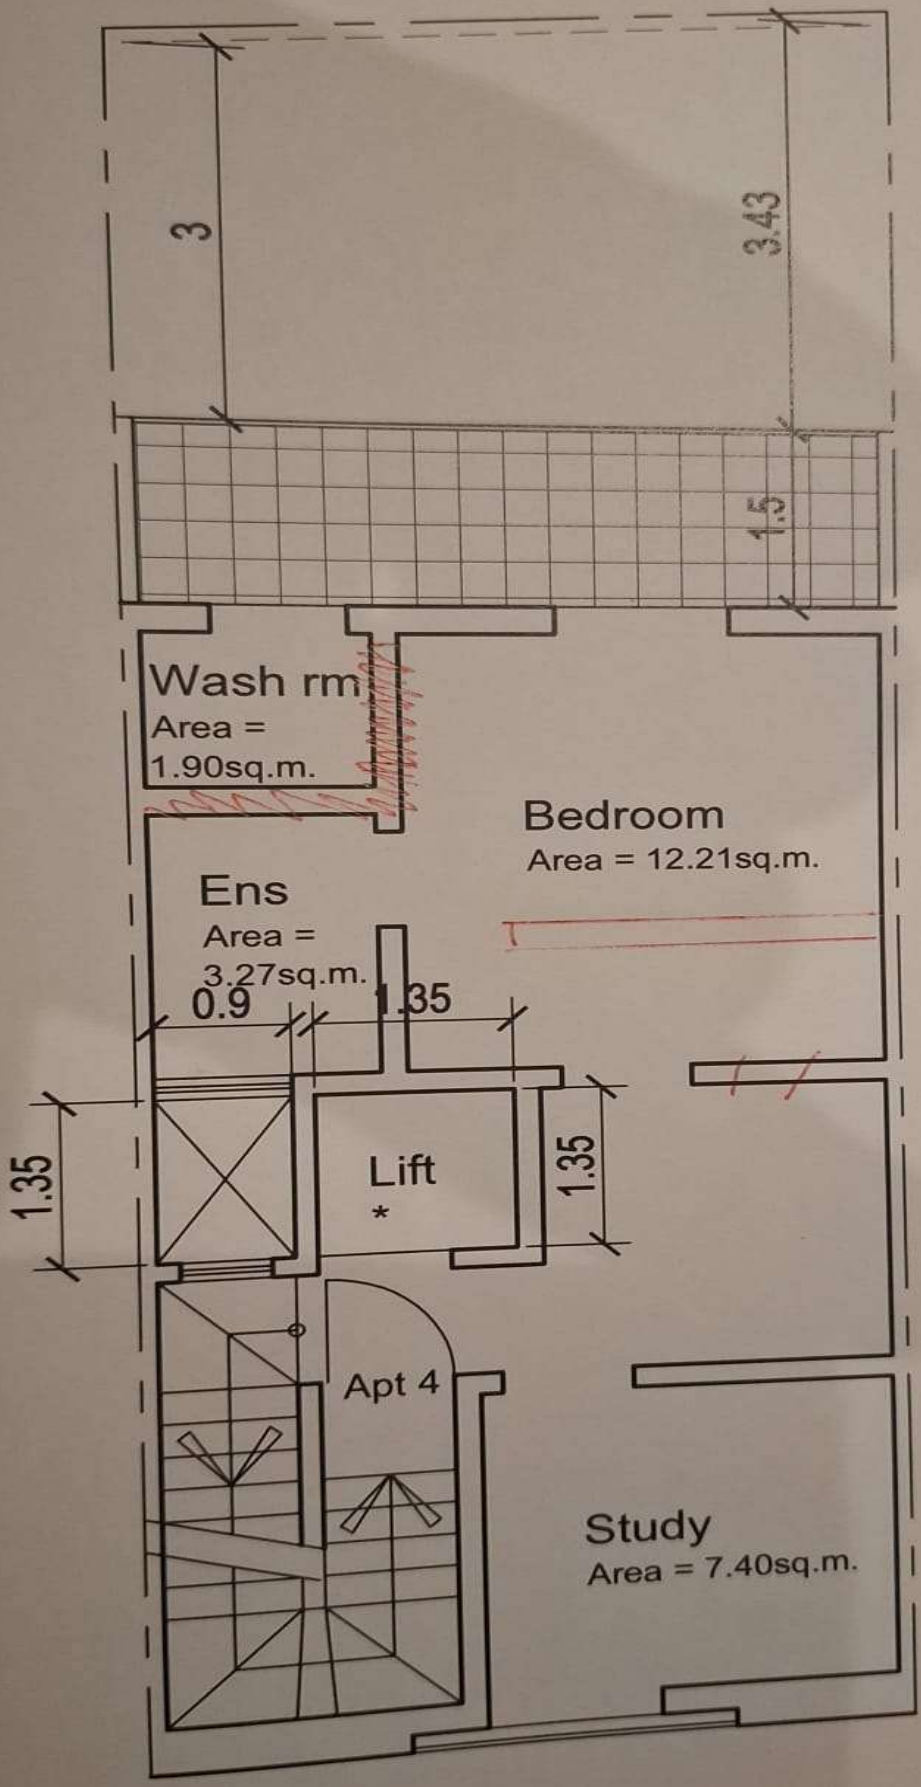 3
3.43
1.5
Wash rm
Area =
1.90sq.m.
Bedroom
Area = 12.21sq.m.
Ens
Area =
3.27sq.m.
0.9
1.35
1.35
Lift
*
1.35
Apt 4
Study
Area = 7.40sq.m.